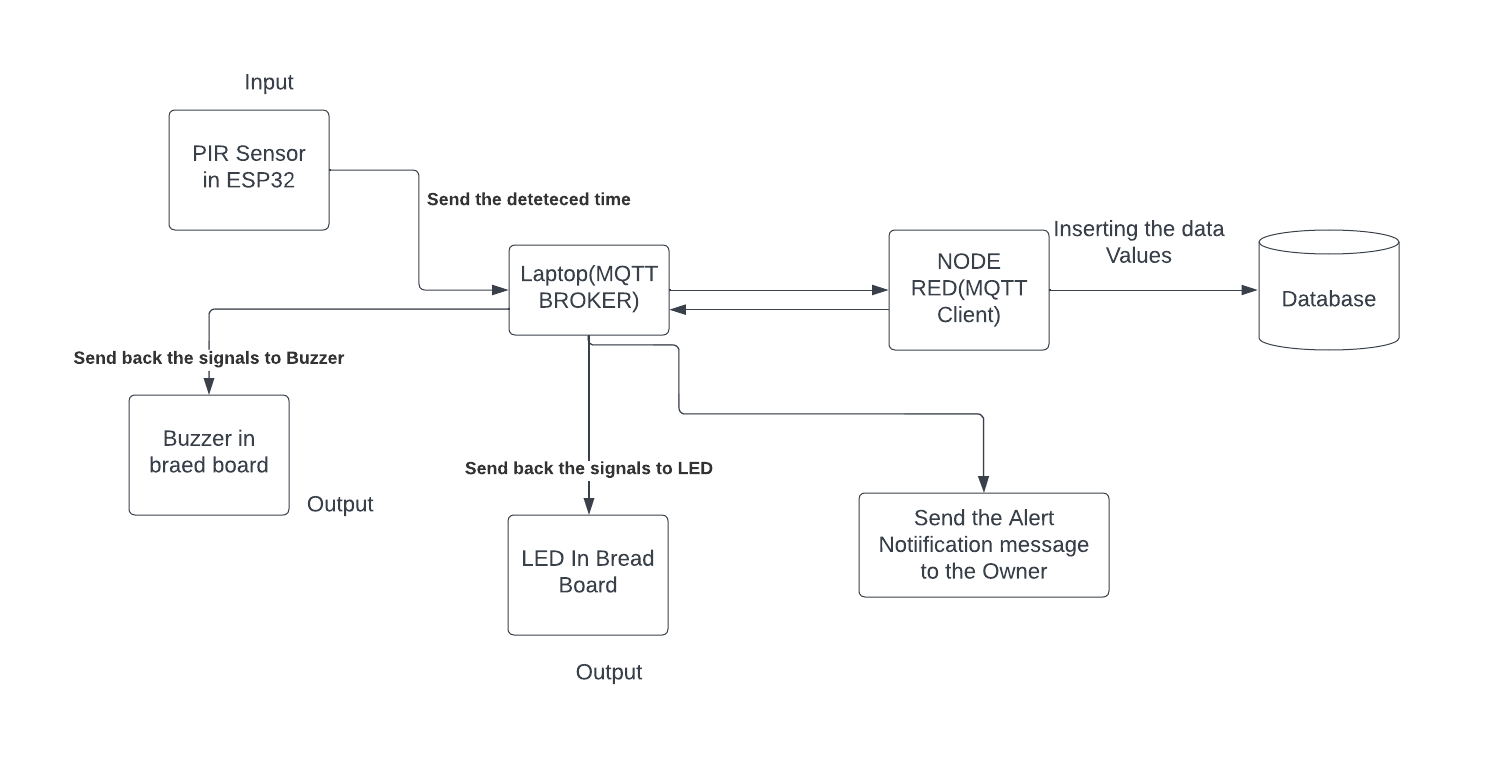 Input
PIR Sensor
in ESP32
Send the deteteced time
Laptop(MQTT
BROKER)
NODE
RED(MQTT
Client)
Inserting the data
Values
Database
Send back the signals to Buzzer
Buzzer in
braed board
Output
Send back the signals to LED
LED In Bread
Board
Output
Send the Alert
Notiification message
to the Owner